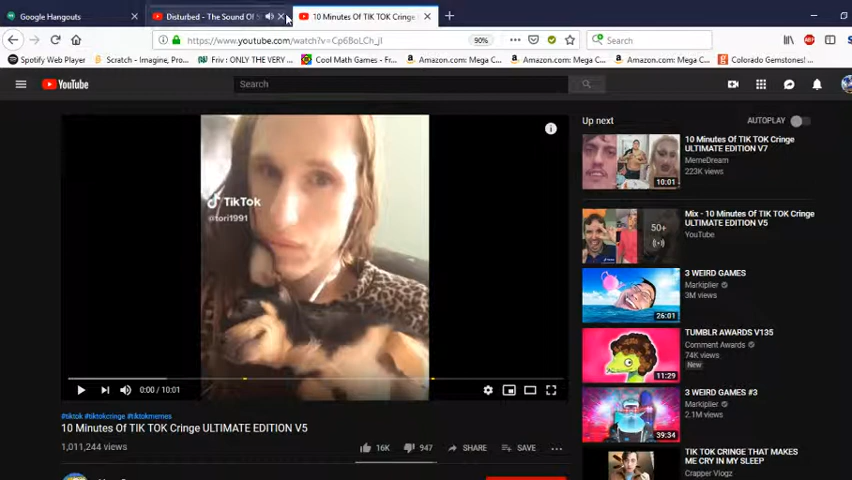 Google Hangouts
Disturbed - The Sound Of S
10 Minutes Of TIK TOK Cringe
https://www.youtube.com/watch?v=Cp6BoLCh_jI
90%
Search
Spotify Web Player
Scratch - Imagine, Pro...
Friv : ONLY THE VERY ...
Cool Math Games - Fr...
Amazon.com: Mega C...
Amazon.com: Mega C...
Amazon.com: Mega C...
Colorado Gemstones! ...
YouTube
Search
TikTok
@tori1991
0:00 / 10:01
#tiktok #tiktokcringe #tiktokmemes
10 Minutes Of TIK TOK Cringe ULTIMATE EDITION V5
1,011,244 views
16K
947
SHARE
SAVE
Up next
AUTOPLAY
10:01
10 Minutes Of TIK TOK Cringe
ULTIMATE EDITION V7
MemeDream
223K views
50+
Mix - 10 Minutes Of TIK TOK Cringe
ULTIMATE EDITION V5
YouTube
26:01
3 WEIRD GAMES
Markiplier
3M views
11:29
TUMBLR AWARDS V135
Comment Awards
74K views
New
39:34
3 WEIRD GAMES #3
Markiplier
2.1M views
TIK TOK CRINGE THAT MAKES
ME CRY IN MY SLEEP
Crapper Vlogz